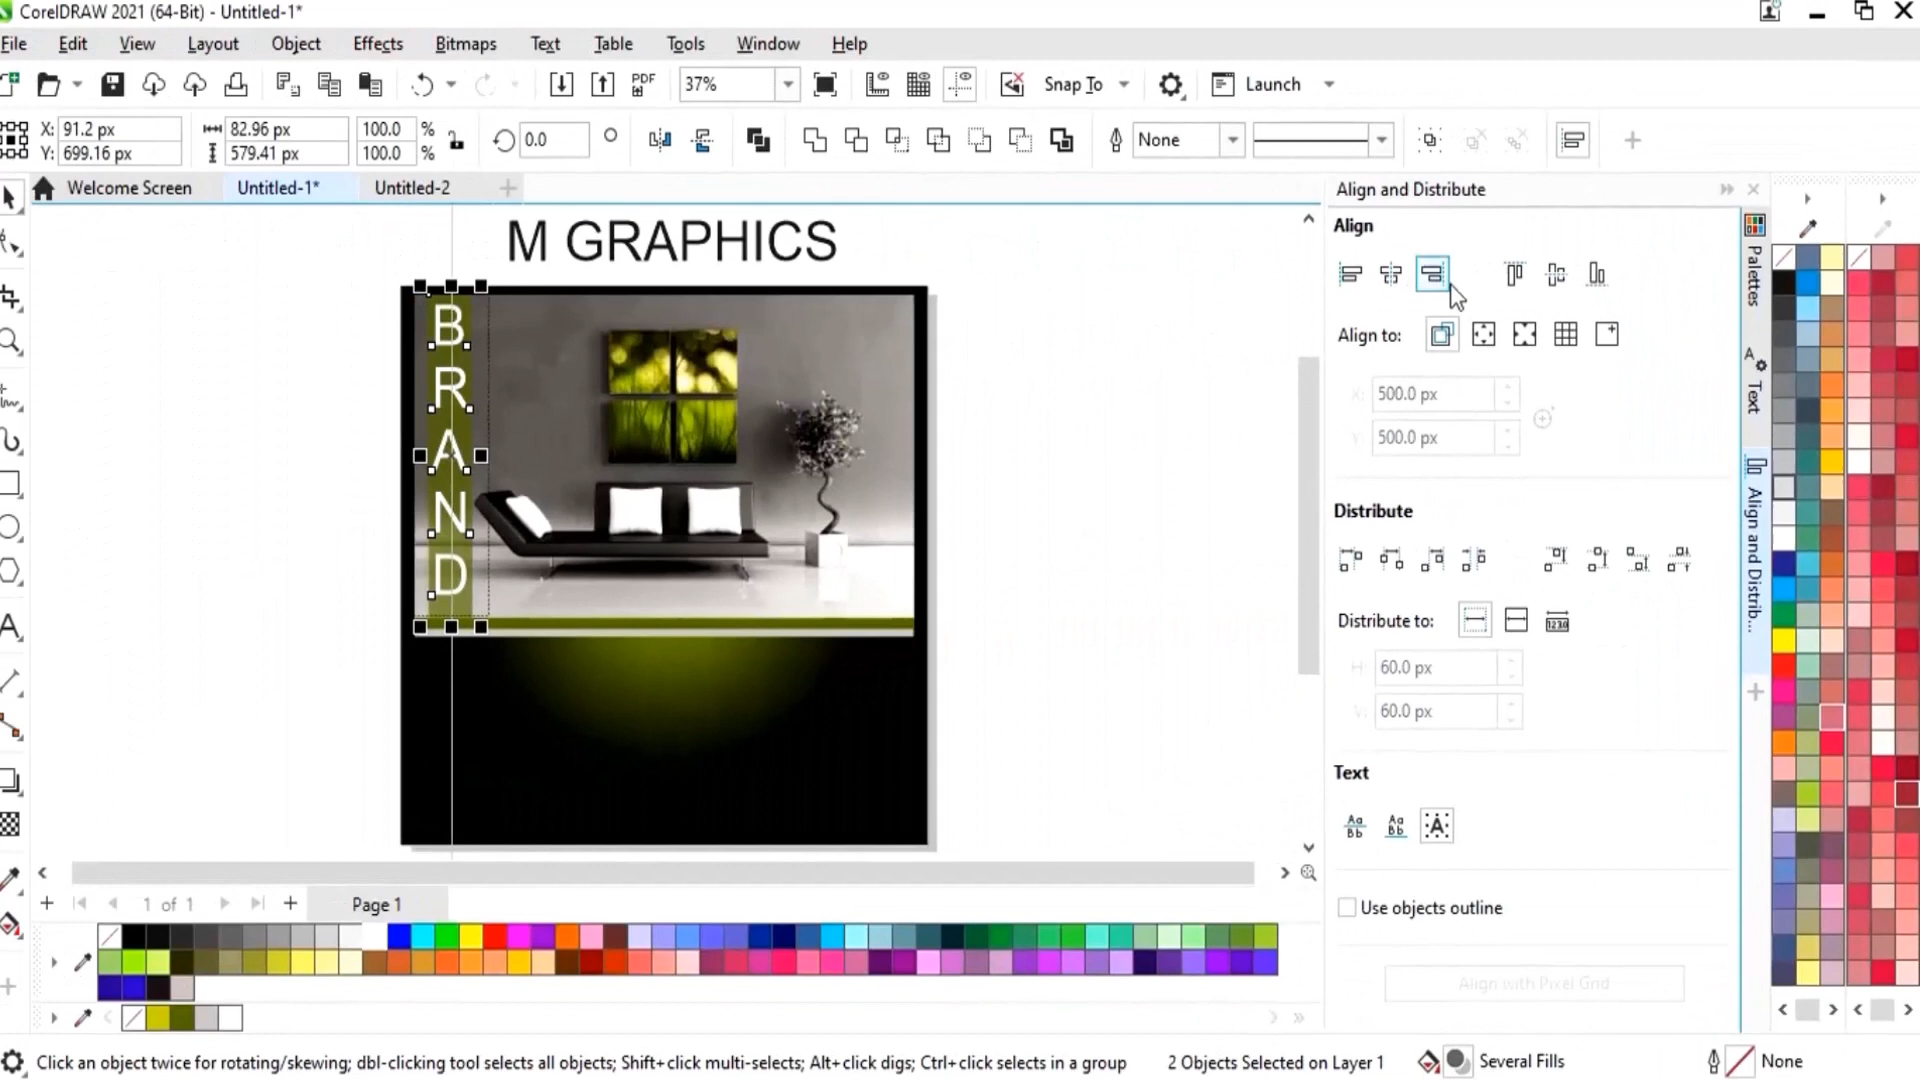 CorelDRAW 2021 (64-Bit) - Untitled-1*
File Edit View Layout Object Effects Bitmaps Text Table Tools Window Help
PDF 37% Snap To Launch
X: 91.2 px 82.96 px 100.0 %
Y: 699.16 px 579.41 px 100.0 %
0.0 None
Welcome Screen Untitled-1* Untitled-2
Align and Distribute
M GRAPHICS
B
R
A
N
D
Align
Align to:
X: 500.0 px
Y: 500.0 px
Distribute
Distribute to:
H: 60.0 px
V: 60.0 px
Text
Use objects outline
Align with Pixel Grid
Palettes
Text
Align and Distrib...
1 of 1 Page 1
Click an object twice for rotating/skewing; dbl-clicking tool selects all objects; Shift+click multi-selects; Alt+click digs; Ctrl+click selects in a group 2 Objects Selected on Layer 1 Several Fills None